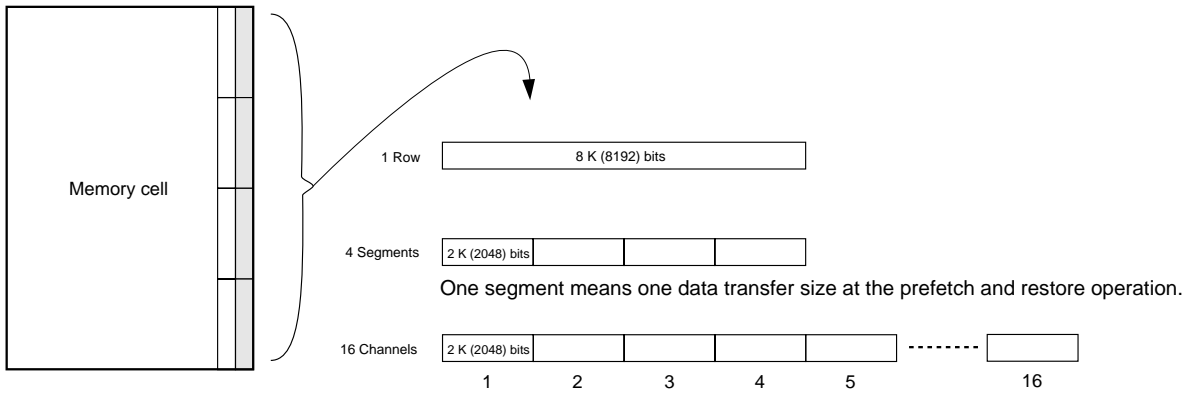 Memory cell
1 Row
8 K (8192) bits
4 Segments
2 K (2048) bits
One segment means one data transfer size at the prefetch and restore operation.
16 Channels
2 K (2048) bits
1 2 3 4 5 16